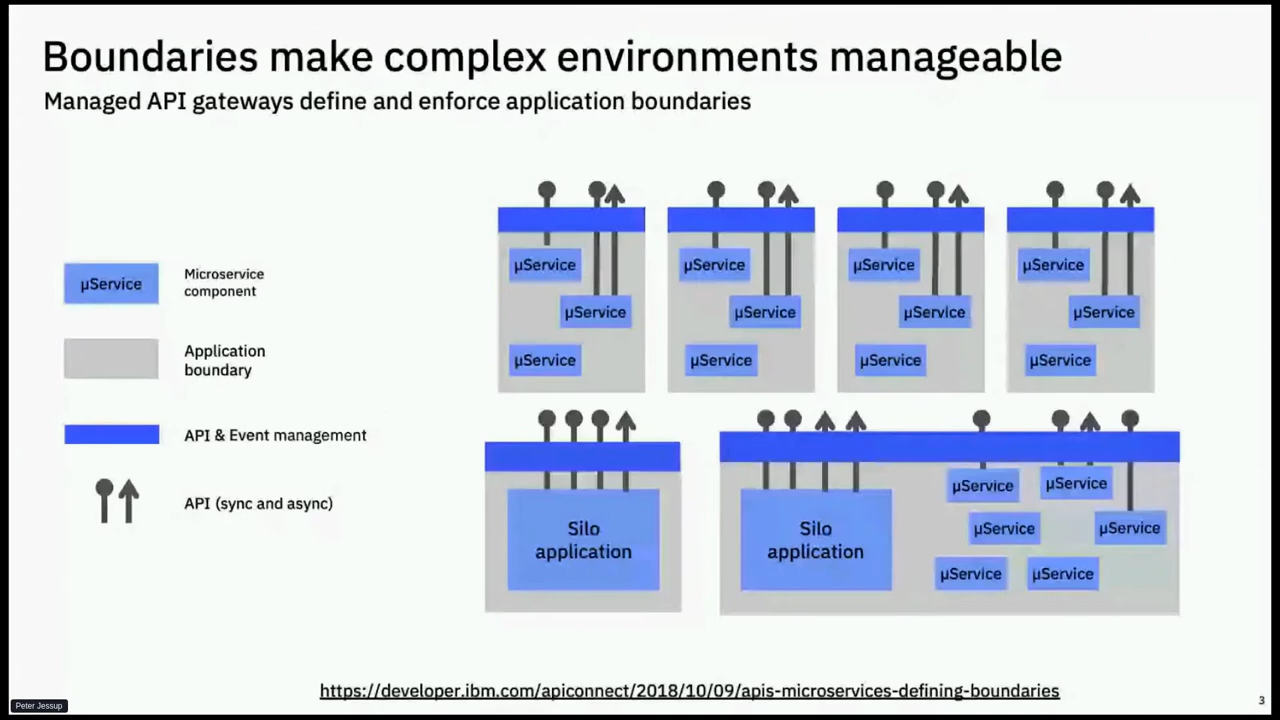 Boundaries make complex environments manageable
Managed API gateways define and enforce application boundaries
µService
Microservice
component
Application
boundary
API & Event management
API (sync and async)
µService
µService
µService
µService
µService
µService
µService
µService
µService
µService
µService
µService
Silo
application
Silo
application
µService
µService
µService
µService
µService
µService
https://developer.ibm.com/apiconnect/2018/10/09/apis-microservices-defining-boundaries
Peter Jessup
3